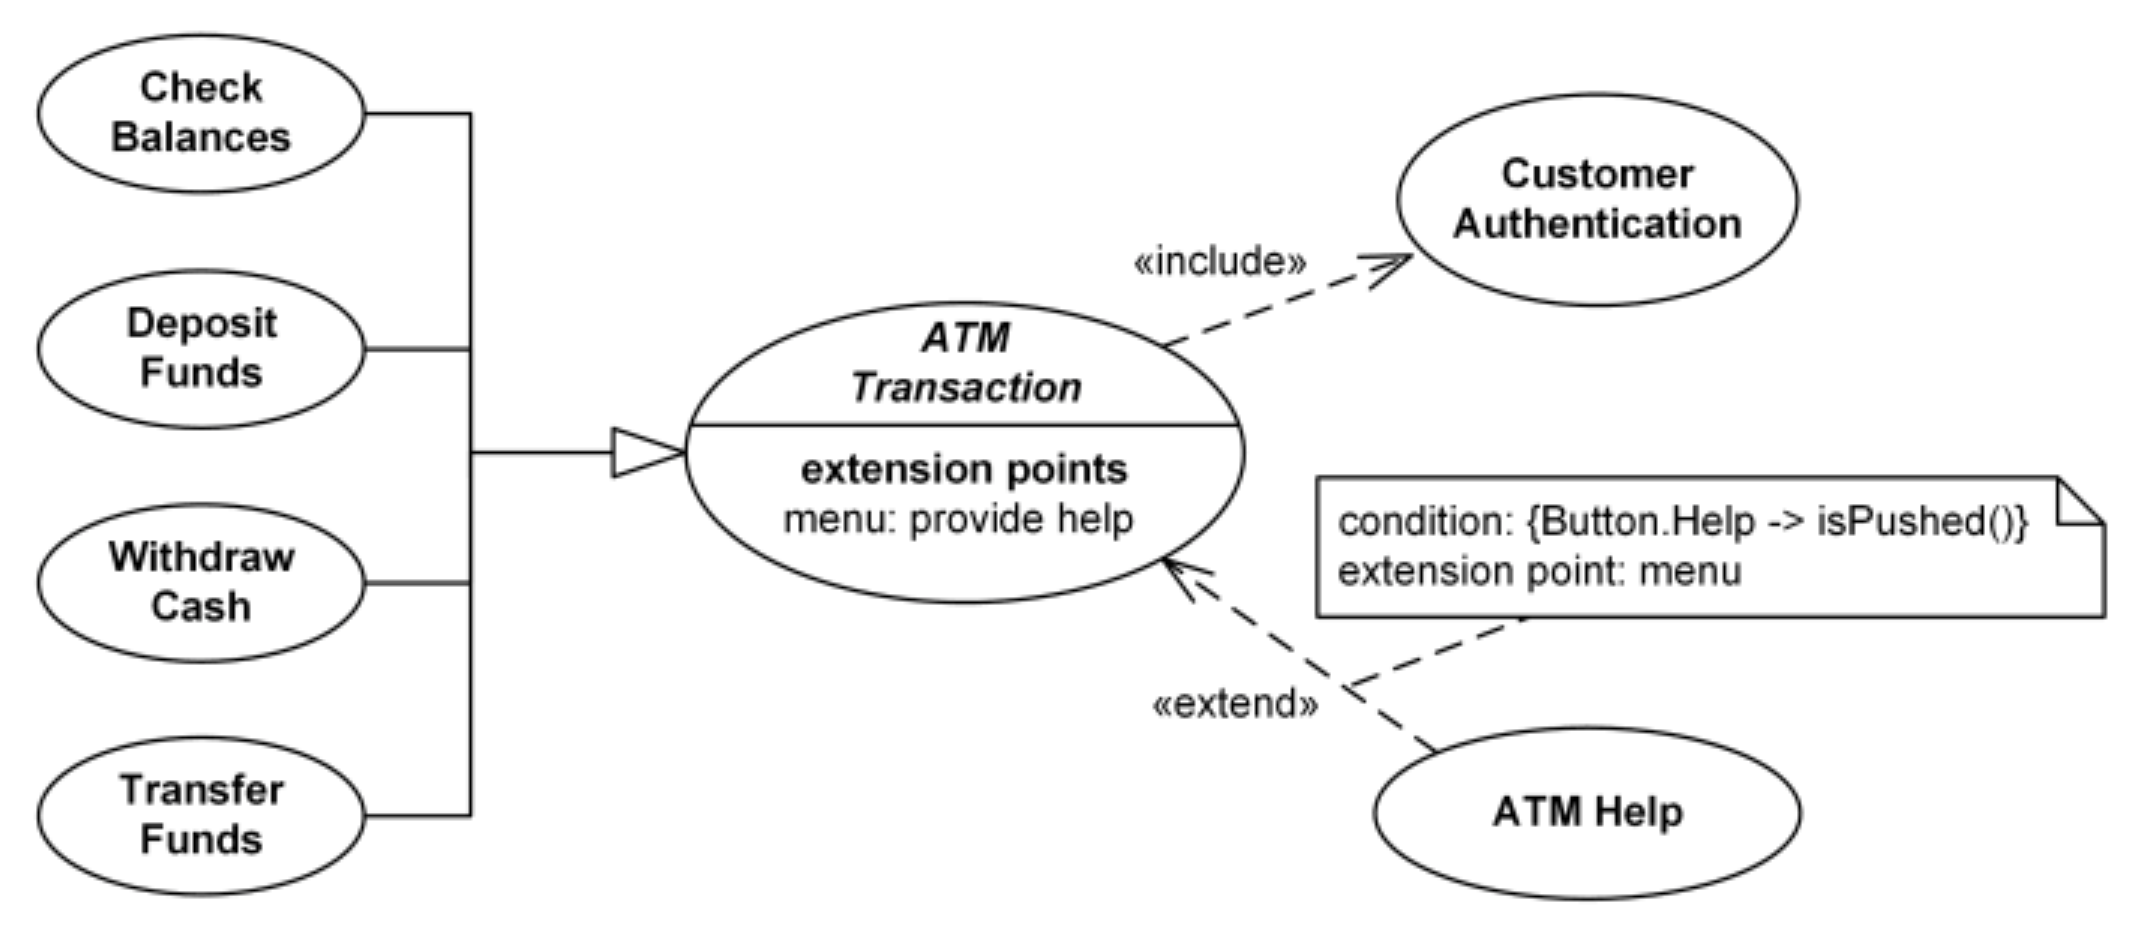 Check
Balances
Deposit
Funds
Withdraw
Cash
Transfer
Funds
ATM
Transaction
extension points
menu: provide help
«include»
Customer
Authentication
condition: {Button.Help -> isPushed()}
extension point: menu
«extend»
ATM Help